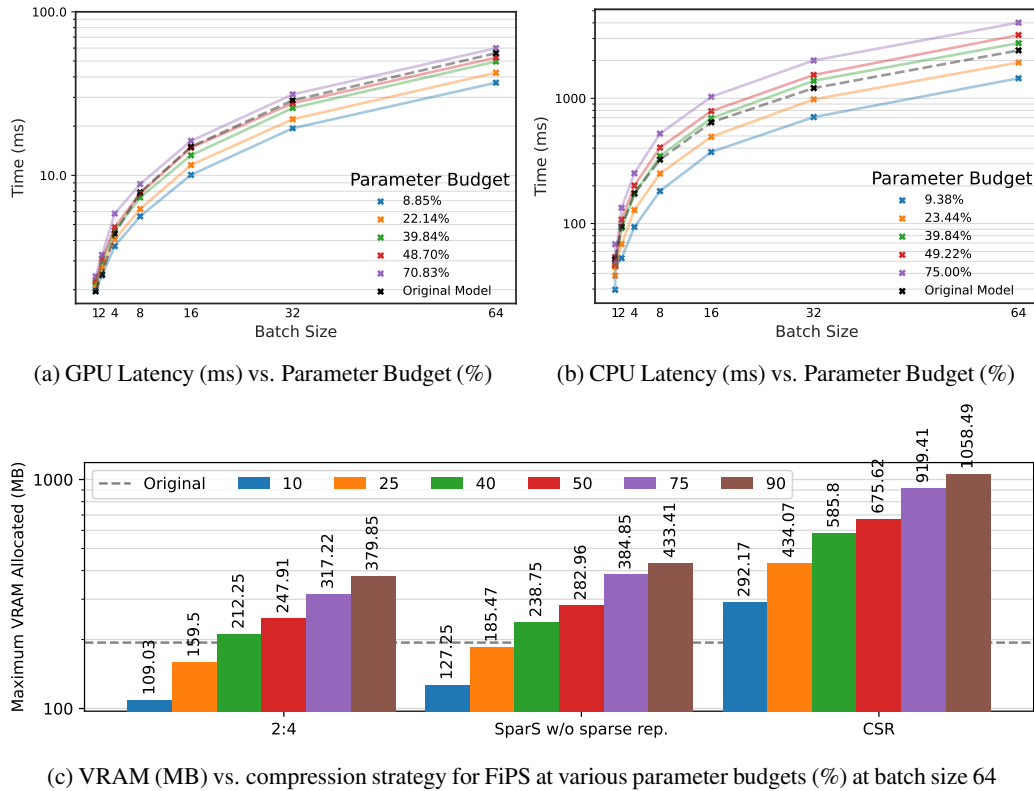 100.0
10.0
Time (ms)
Parameter Budget
8.85%
22.14%
39.84%
48.70%
70.83%
Original Model
1 2 4 8 16 32 64
Batch Size
(a) GPU Latency (ms) vs. Parameter Budget (%)
1000
100
Time (ms)
Parameter Budget
9.38%
23.44%
39.84%
49.22%
75.00%
Original Model
1 2 4 8 16 32 64
Batch Size
(b) CPU Latency (ms) vs. Parameter Budget (%)
Maximum VRAM Allocated (MB)
1000
100
Original 10 25 40 50 75 90
109.03 159.5 212.25 247.91 317.22 379.85
127.25 185.47 238.75 282.96 384.85 433.41
292.17 434.07 585.8 675.62 919.41 1058.49
2:4 SparS w/o sparse rep. CSR
(c) VRAM (MB) vs. compression strategy for FiPS at various parameter budgets (%) at batch size 64